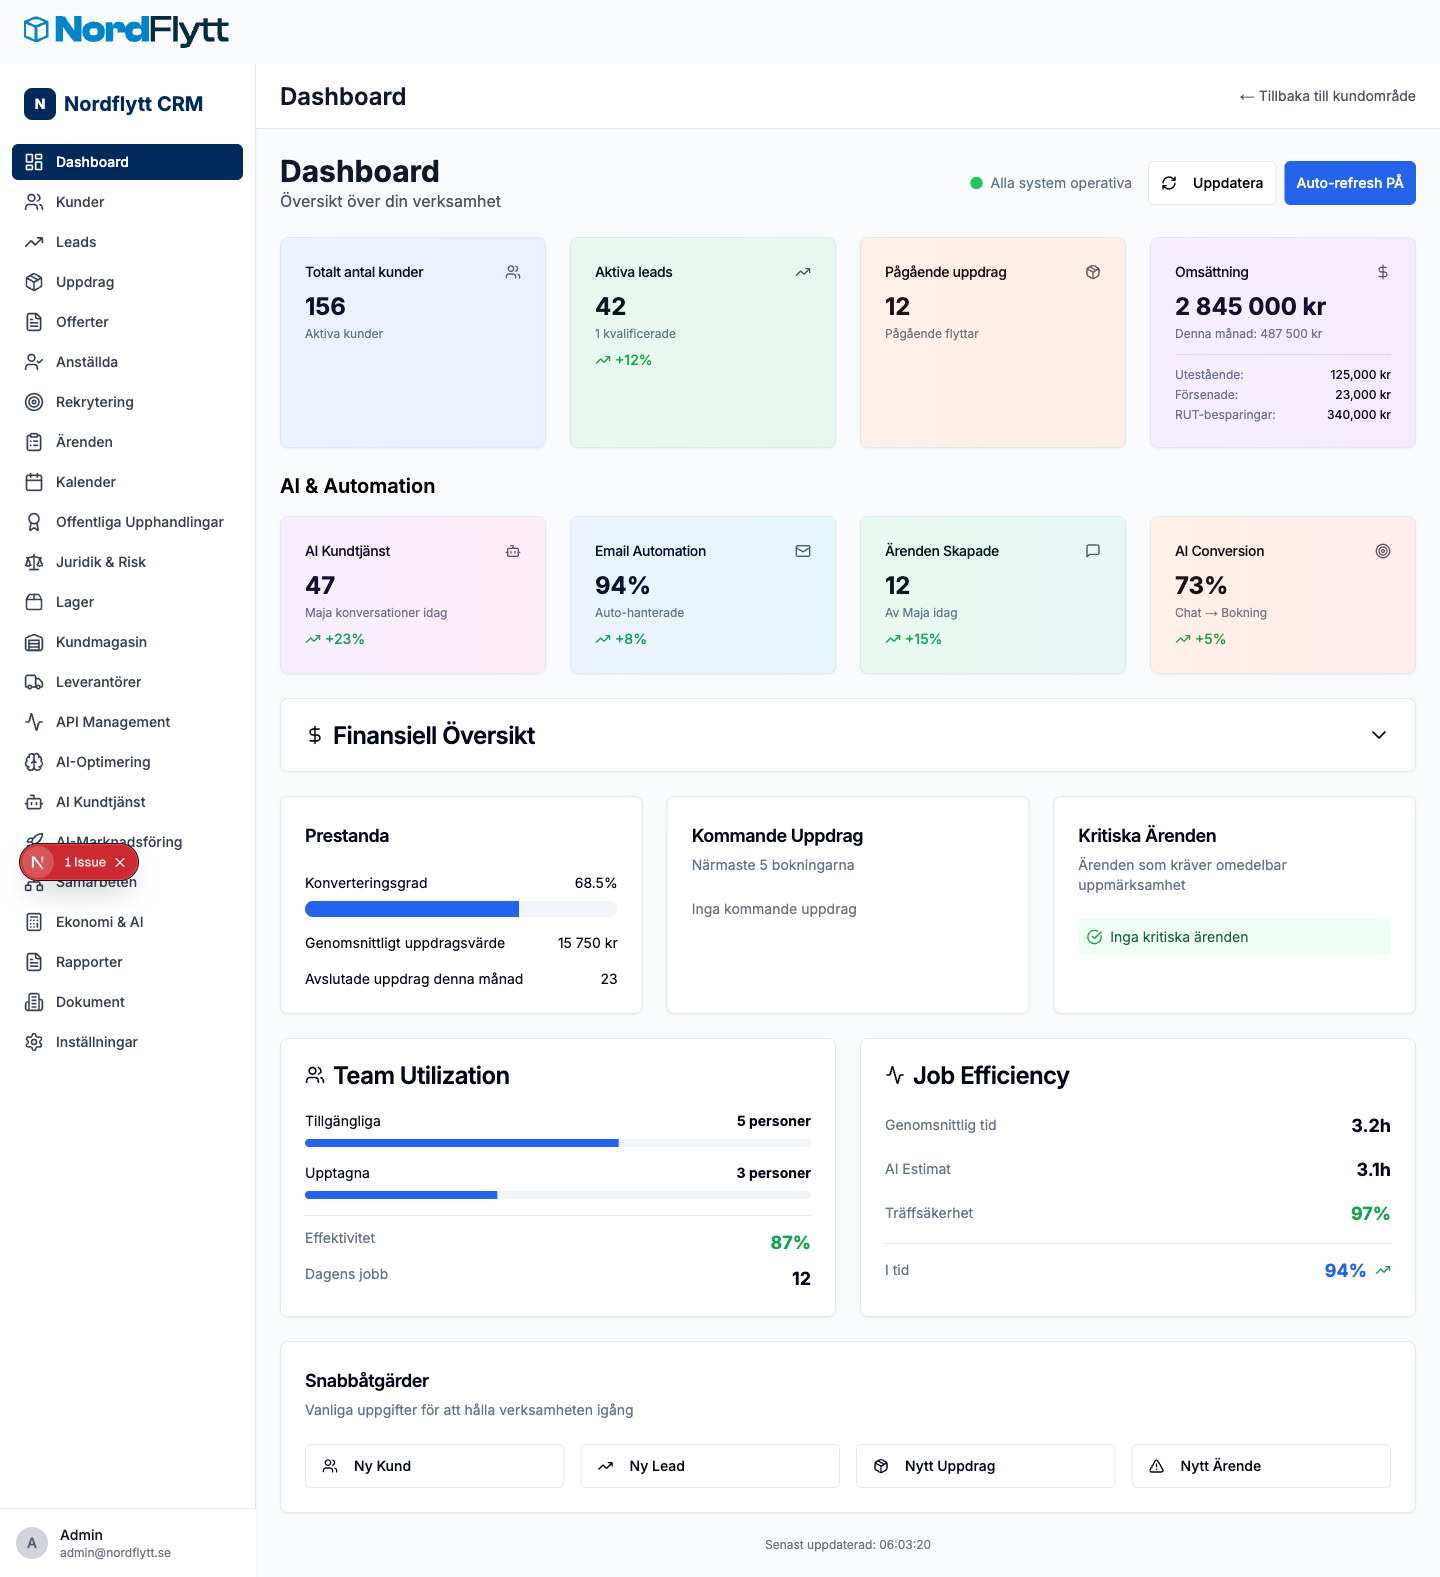 NordFlytt
N Nordflytt CRM
Dashboard
Kunder
Leads
Uppdrag
Offerter
Anställda
Rekrytering
Ärenden
Kalender
Offentliga Upphandlingar
Juridik & Risk
Lager
Kundmagasin
Leverantörer
API Management
AI-Optimering
AI Kundtjänst
AI-Marknadsföring
N 1 Issue
Samarbeten
Ekonomi & AI
Rapporter
Dokument
Inställningar
A Admin
admin@nordflytt.se
Dashboard ← Tillbaka till kundområde
Dashboard
Översikt över din verksamhet
Alla system operativa Uppdatera Auto-refresh PÅ
Totalt antal kunder
156
Aktiva kunder
Aktiva leads
42
1 kvalificerade
+12%
Pågående uppdrag
12
Pågående flyttar
Omsättning
2 845 000 kr
Denna månad: 487 500 kr
Utestående: 125,000 kr
Försenade: 23,000 kr
RUT-besparingar: 340,000 kr
AI & Automation
AI Kundtjänst
47
Maja konversationer idag
+23%
Email Automation
94%
Auto-hanterade
+8%
Ärenden Skapade
12
Av Maja idag
+15%
AI Conversion
73%
Chat → Bokning
+5%
Finansiell Översikt
Prestanda
Konverteringsgrad 68.5%
Genomsnittligt uppdragsvärde 15 750 kr
Avslutade uppdrag denna månad 23
Kommande Uppdrag
Närmaste 5 bokningarna
Inga kommande uppdrag
Kritiska Ärenden
Ärenden som kräver omedelbar
uppmärksamhet
Inga kritiska ärenden
Team Utilization
Tillgängliga 5 personer
Upptagna 3 personer
Effektivitet 87%
Dagens jobb 12
Job Efficiency
Genomsnittlig tid 3.2h
AI Estimat 3.1h
Träffsäkerhet 97%
I tid 94%
Snabbåtgärder
Vanliga uppgifter för att hålla verksamheten igång
Ny Kund Ny Lead Nytt Uppdrag Nytt Ärende
Senast uppdaterad: 06:03:20